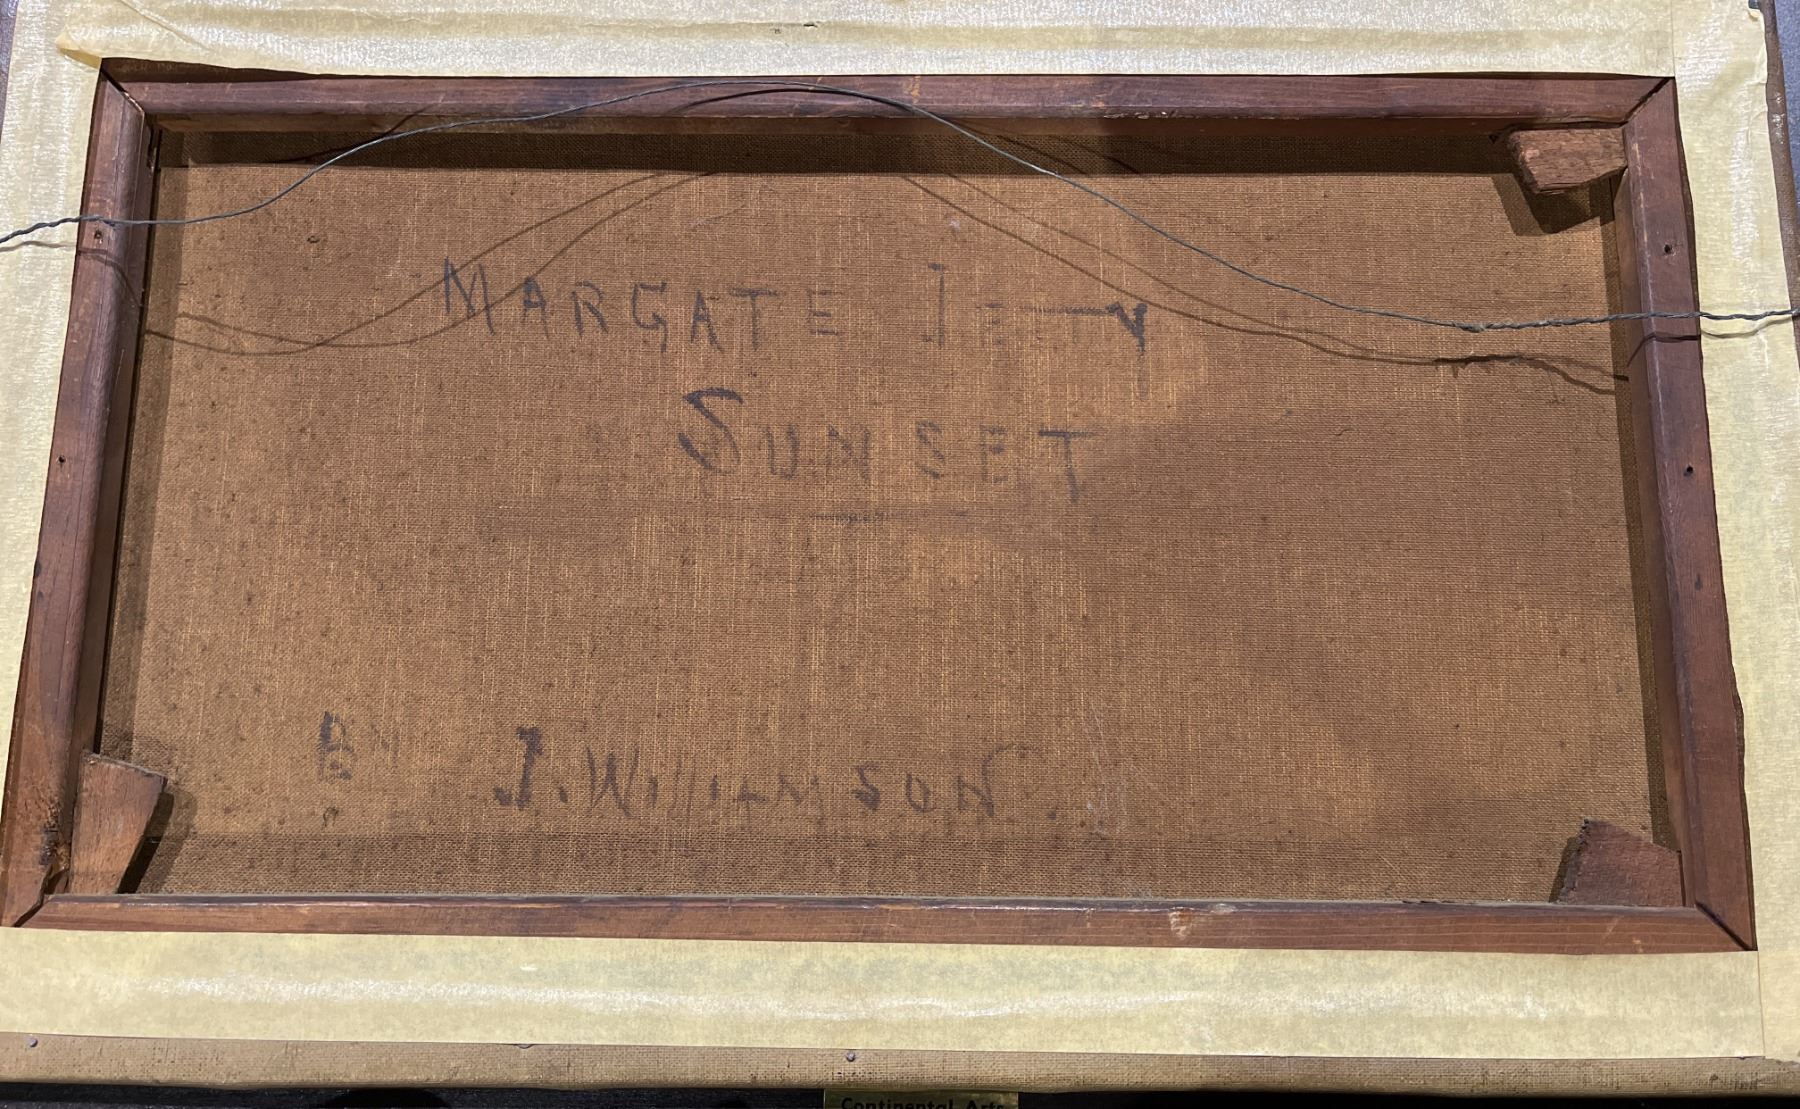 MARGATE JETTY
SUNSET
BY J. WILLIAMSON
Continental Arts